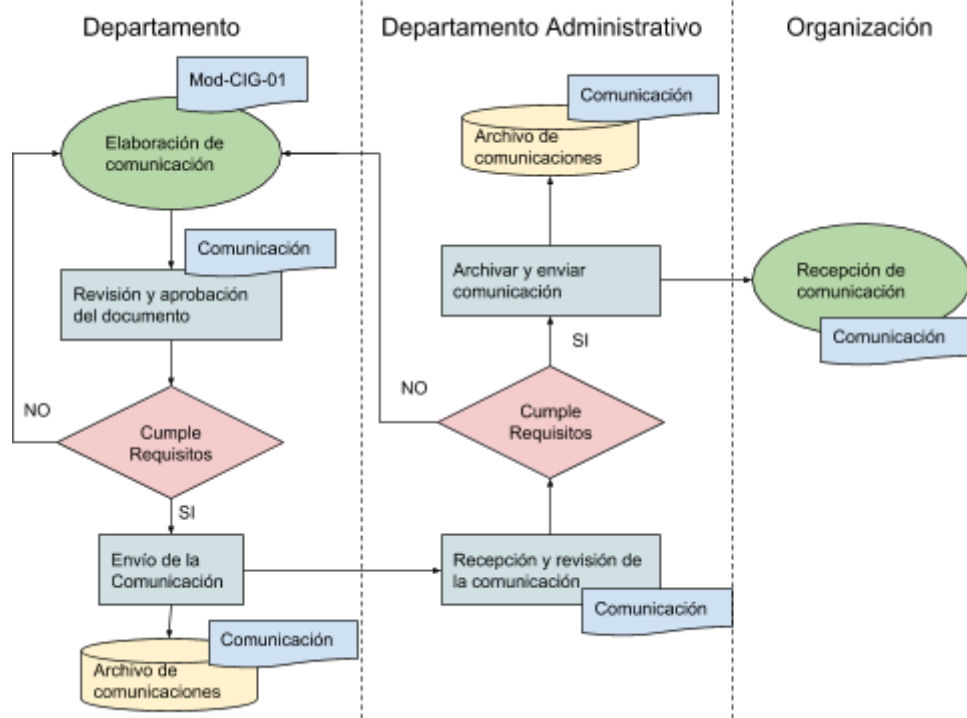 Departamento
Departamento Administrativo
Organización
Mod-CIG-01
Elaboración de
comunicación
Comunicación
Revisión y aprobación
del documento
NO
Cumple
Requisitos
SI
Envío de la
Comunicación
Comunicación
Archivo de
comunicaciones
Comunicación
Archivo de
comunicaciones
Archivar y enviar
comunicación
SI
NO
Cumple
Requisitos
Recepción y revisión de
la comunicación
Comunicación
Recepción de
comunicación
Comunicación